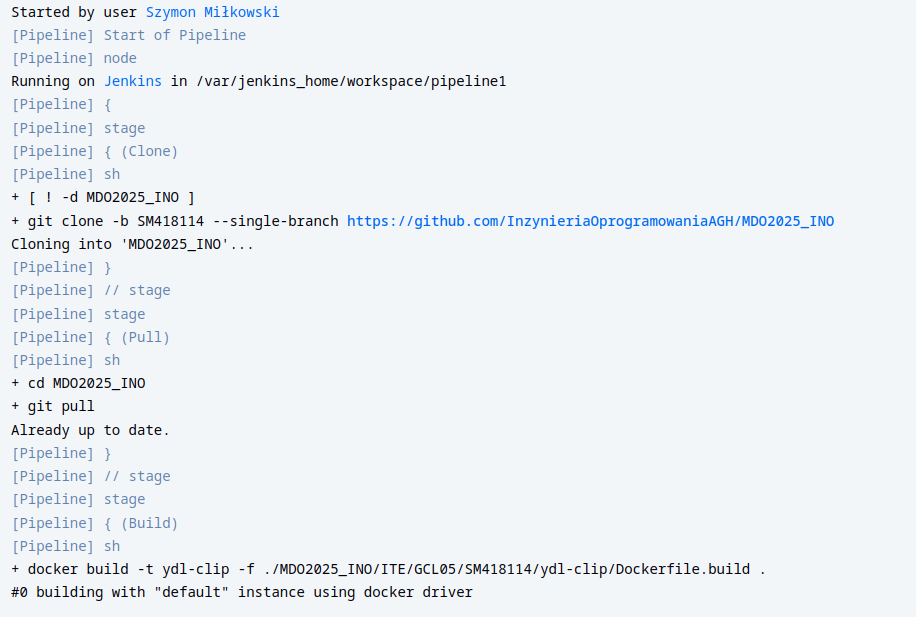 Started by user Szymon Miłkowski
[Pipeline] Start of Pipeline
[Pipeline] node
Running on Jenkins in /var/jenkins_home/workspace/pipeline1
[Pipeline] {
[Pipeline] stage
[Pipeline] { (Clone)
[Pipeline] sh
+ [ ! -d MDO2025_INO ]
+ git clone -b SM418114 --single-branch https://github.com/InzynieriaOprogramowaniaAGH/MDO2025_INO
Cloning into 'MDO2025_INO'...
[Pipeline] }
[Pipeline] // stage
[Pipeline] stage
[Pipeline] { (Pull)
[Pipeline] sh
+ cd MDO2025_INO
+ git pull
Already up to date.
[Pipeline] }
[Pipeline] // stage
[Pipeline] stage
[Pipeline] { (Build)
[Pipeline] sh
+ docker build -t ydl-clip -f ./MDO2025_INO/ITE/GCL05/SM418114/ydl-clip/Dockerfile.build .
#0 building with "default" instance using docker driver